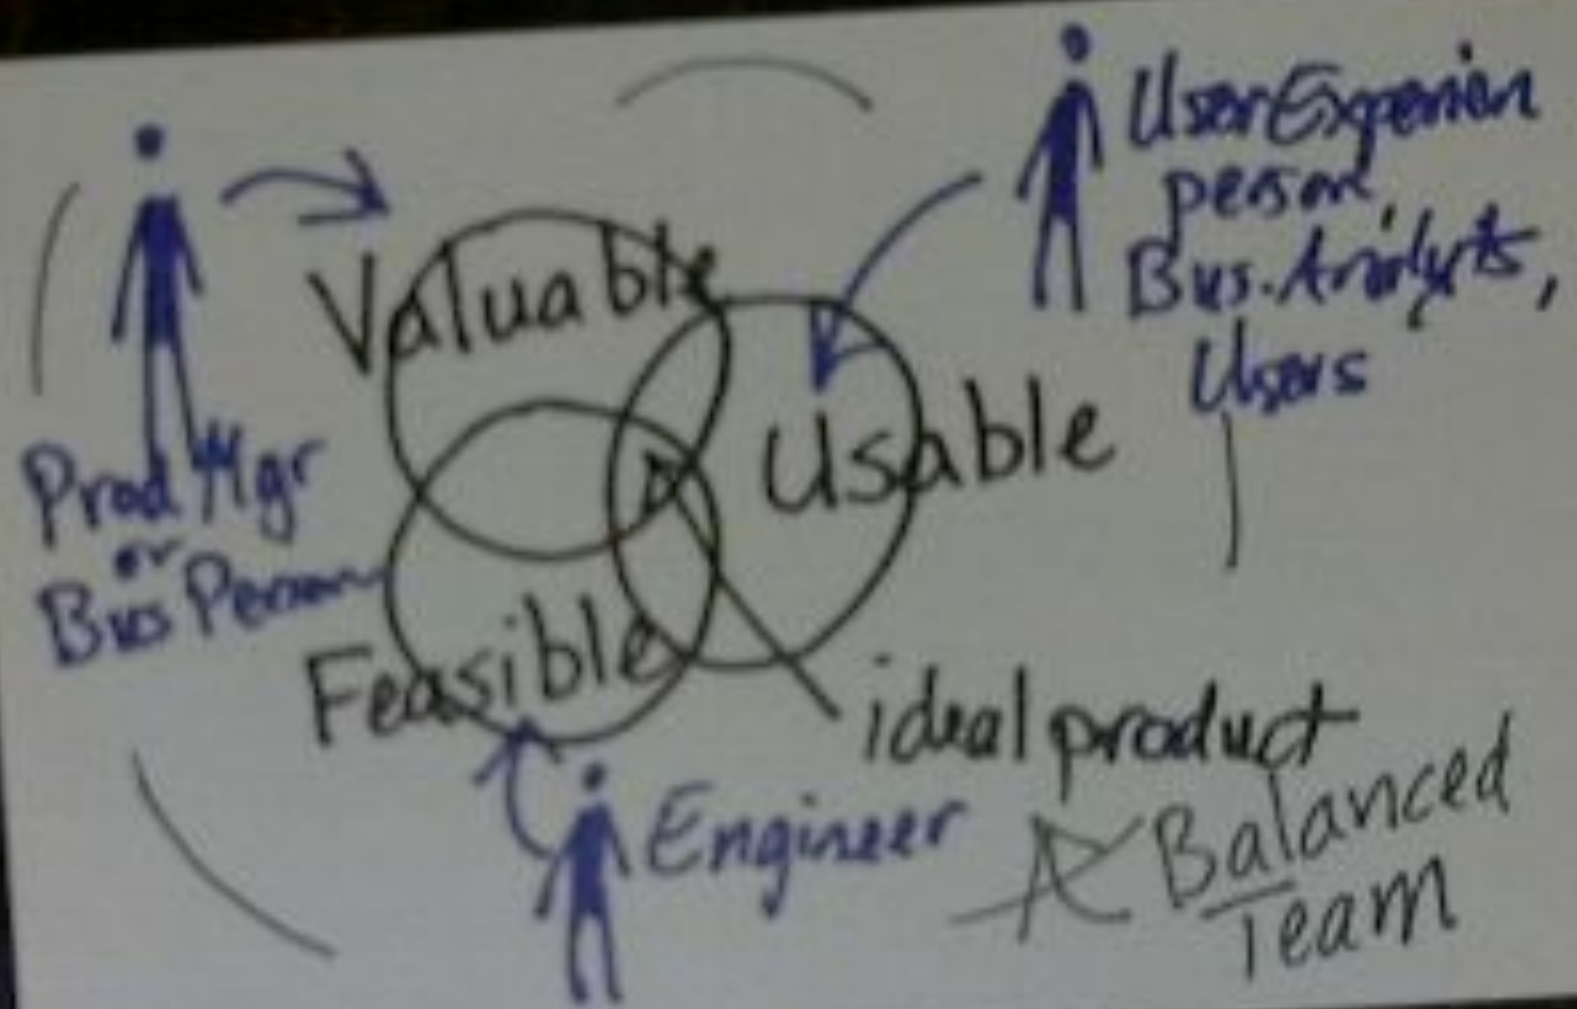 User Experien
person,
Bus. Analysts,
Users
Valuable
Usable
Prod Mgr
or
Bus Person
Feasible
ideal product
Engineer
Balanced
Team